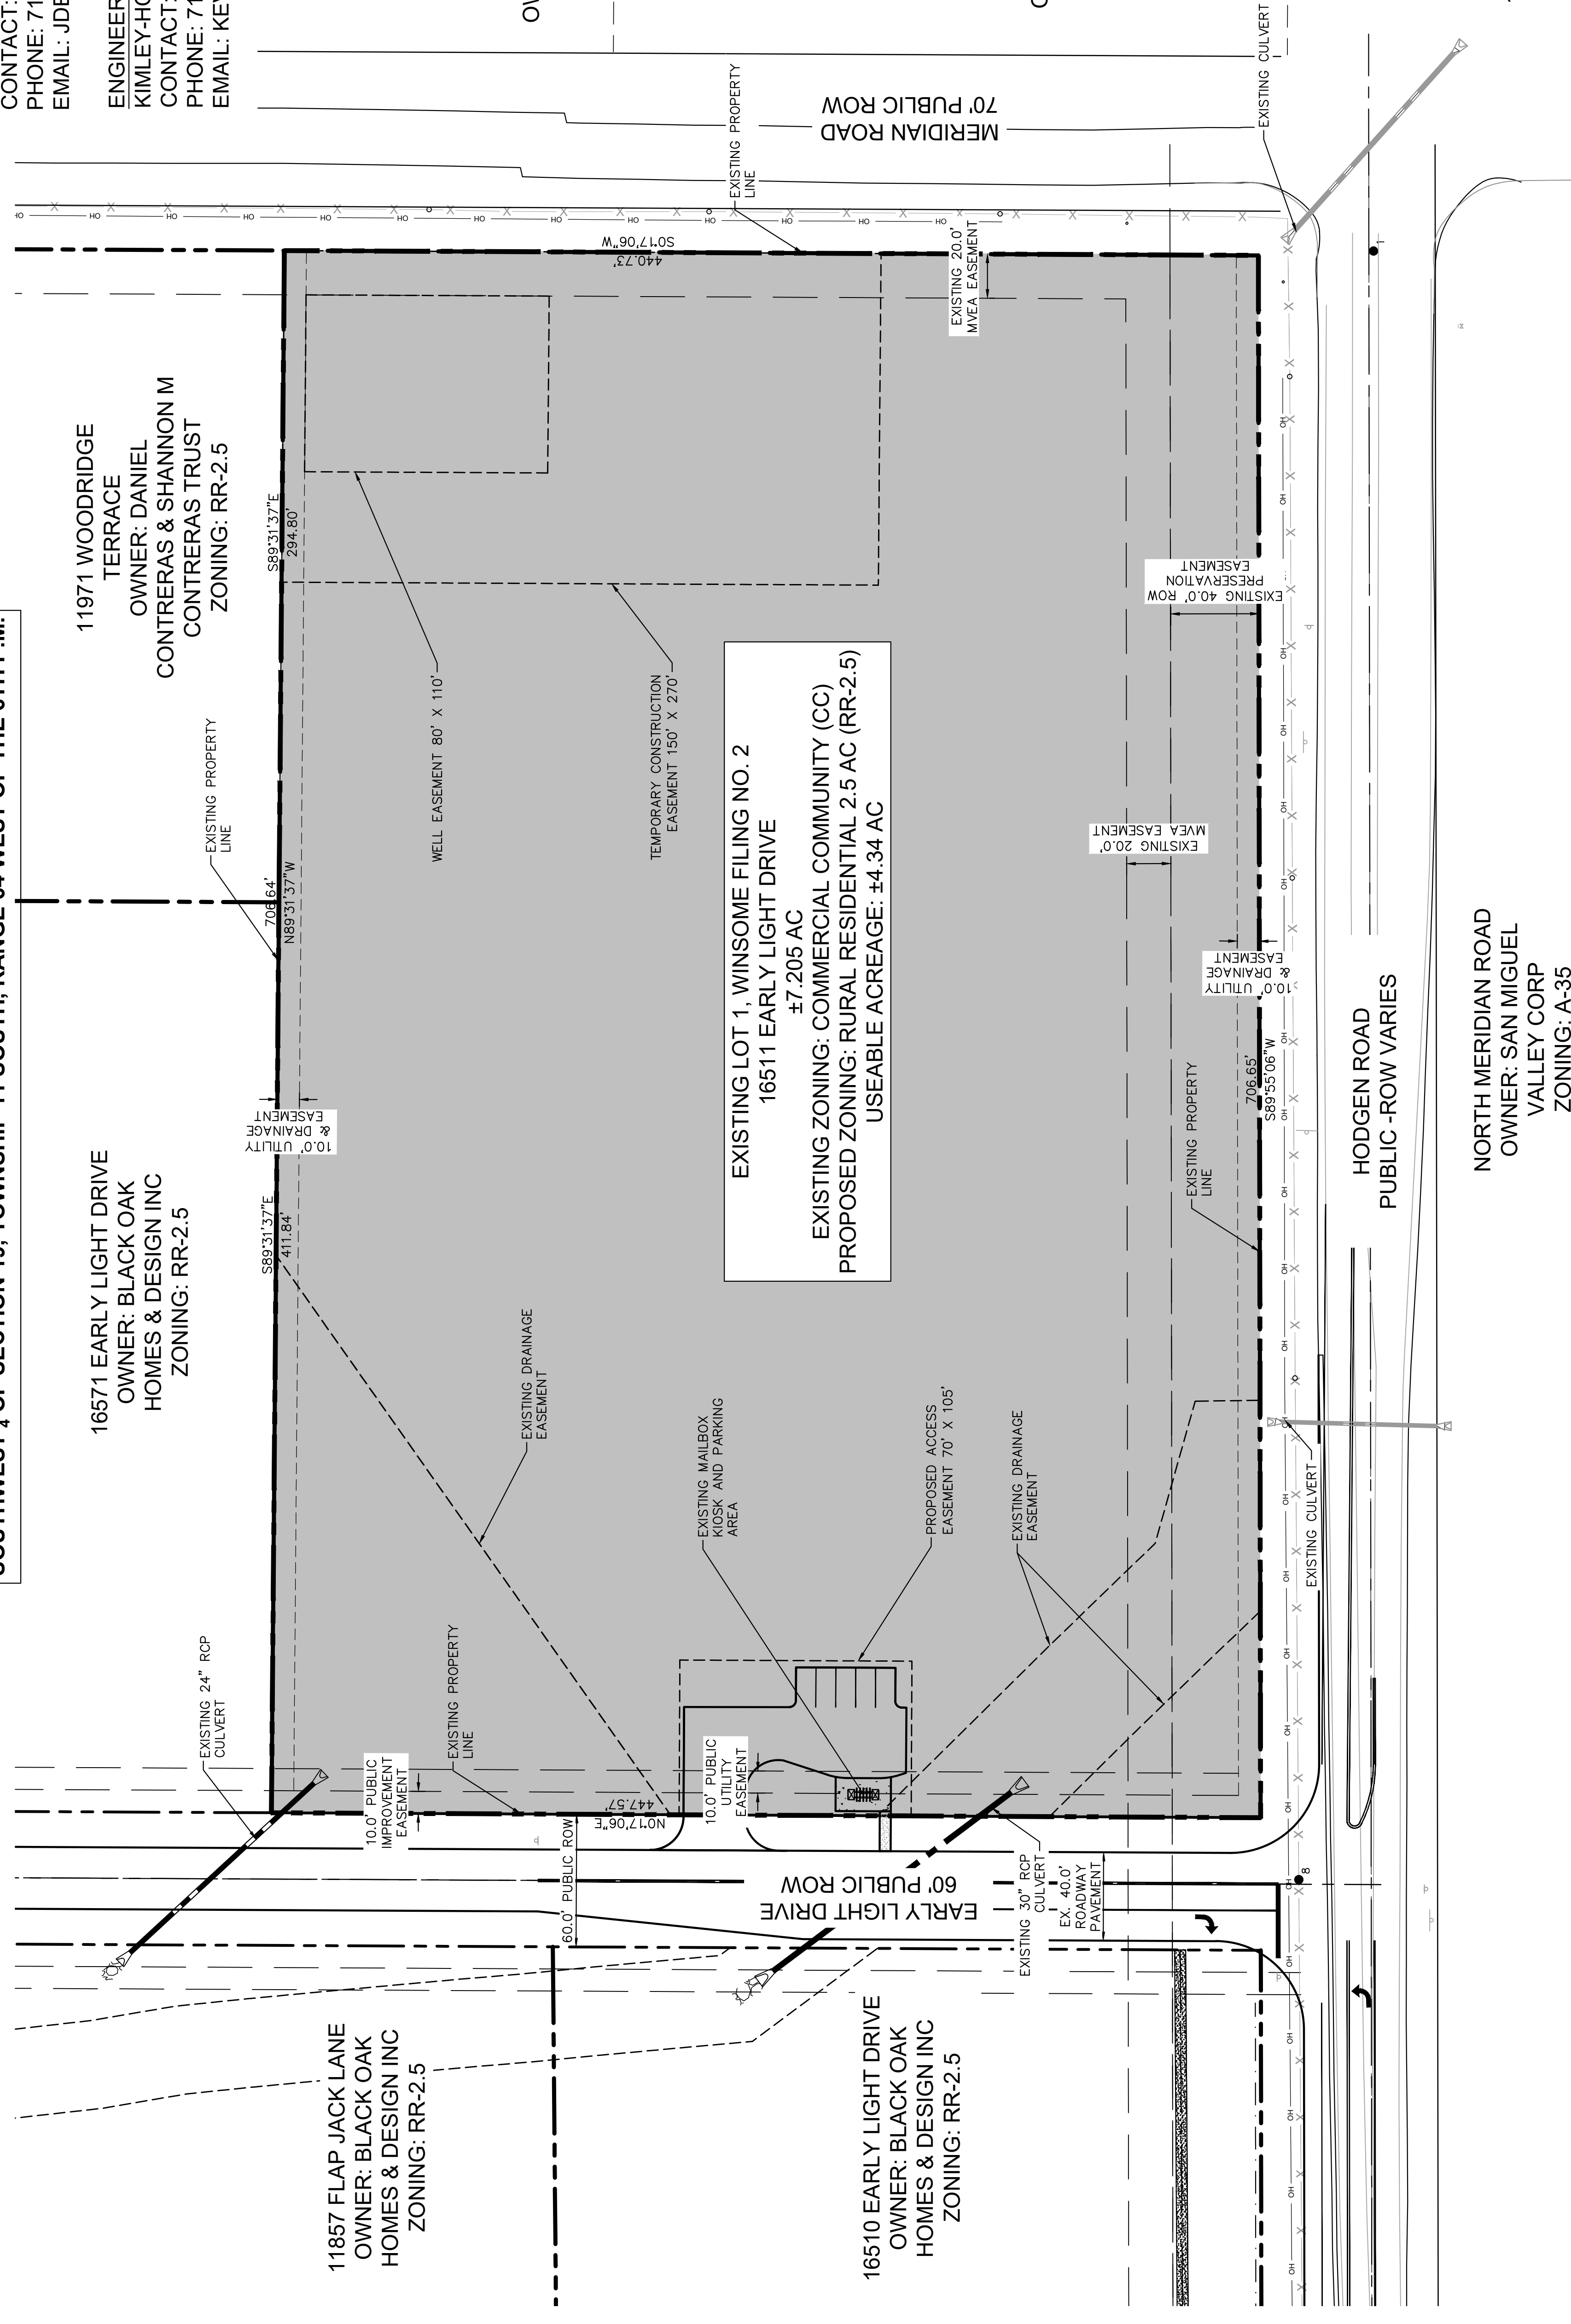 SOUTHWEST
11971 WOODRIDGE
TERRACE
OWNER: DANIEL
CONTRERAS & SHANNON M
CONTRERAS TRUST
ZONING: RR-2.5
16571 EARLY LIGHT DRIVE
OWNER: BLACK OAK
HOMES & DESIGN INC
ZONING: RR-2.5
11857 FLAP JACK LANE
OWNER: BLACK OAK
HOMES & DESIGN INC
ZONING: RR-2.5
16510 EARLY LIGHT DRIVE
OWNER: BLACK OAK
HOMES & DESIGN INC
ZONING: RR-2.5
CONTACT:
PHONE: 71
EMAIL: JDE
ENGINEER
KIMLEY-HO
CONTACT:
PHONE: 71
EMAIL: KEV
EXISTING 24" RCP
CULVERT
EXISTING PROPERTY
LINE
S89°31'37"E
294.80'
706.64'
N89°31'37"W
S89°31'37"E
411.84'
10.0' UTILITY
& DRAINAGE
EASEMENT
WELL EASEMENT 80' X 110'
TEMPORARY CONSTRUCTION
EASEMENT 150' X 270'
EXISTING DRAINAGE
EASEMENT
EXISTING PROPERTY
LINE
10.0' PUBLIC
IMPROVEMENT
EASEMENT
N0°17'06"E
447.57'
60.0' PUBLIC ROW
10.0' PUBLIC
UTILITY
EASEMENT
EXISTING MAILBOX
KIOSK AND PARKING
AREA
PROPOSED ACCESS
EASEMENT 70' X 105'
EXISTING DRAINAGE
EASEMENT
EXISTING LOT 1, WINSOME FILING NO. 2
16511 EARLY LIGHT DRIVE
±7.205 AC
EXISTING ZONING: COMMERCIAL COMMUNITY (CC)
PROPOSED ZONING: RURAL RESIDENTIAL 2.5 AC (RR-2.5)
USEABLE ACREAGE: ±4.34 AC
S0°17'06"W
440.73'
EXISTING PROPERTY
LINE
MERIDIAN ROAD
70' PUBLIC ROW
EXISTING 20.0'
MVEA EASEMENT
EXISTING CULVERT
EARLY LIGHT DRIVE
60' PUBLIC ROW
EXISTING 30" RCP
CULVERT
EX. 40.0'
ROADWAY
PAVEMENT
EXISTING 20.0'
MVEA EASEMENT
EXISTING 40.0' ROW
PRESERVATION
EASEMENT
10.0' UTILITY
& DRAINAGE
EASEMENT
EXISTING PROPERTY
LINE
706.65'
S89°55'06"W
EXISTING CULVERT
8
1
HODGEN ROAD
PUBLIC -ROW VARIES
NORTH MERIDIAN ROAD
OWNER: SAN MIGUEL
VALLEY CORP
ZONING: A-35